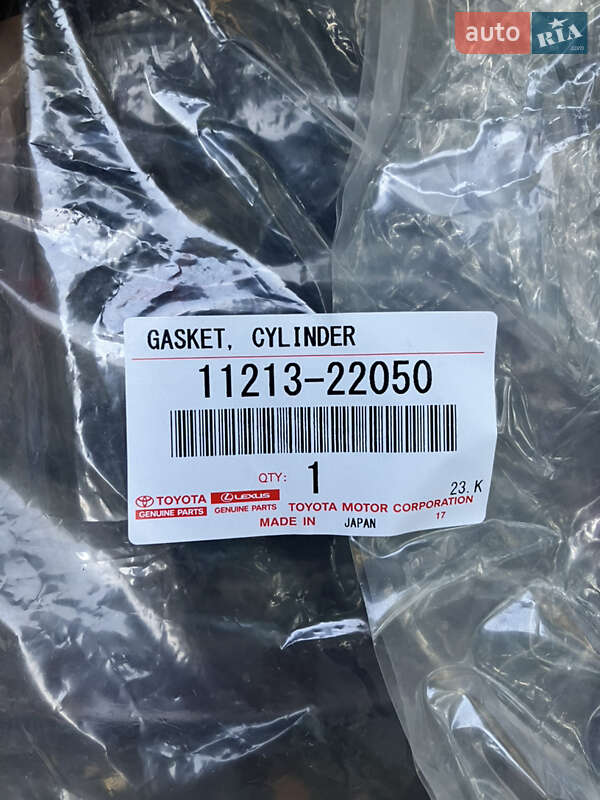 auto RIA.com
GASKET, CYLINDER
11213-22050
QTY: 1
23. K
TOYOTA LEXUS
GENUINE PARTS GENUINE PARTS TOYOTA MOTOR CORPORATION
MADE IN JAPAN 17